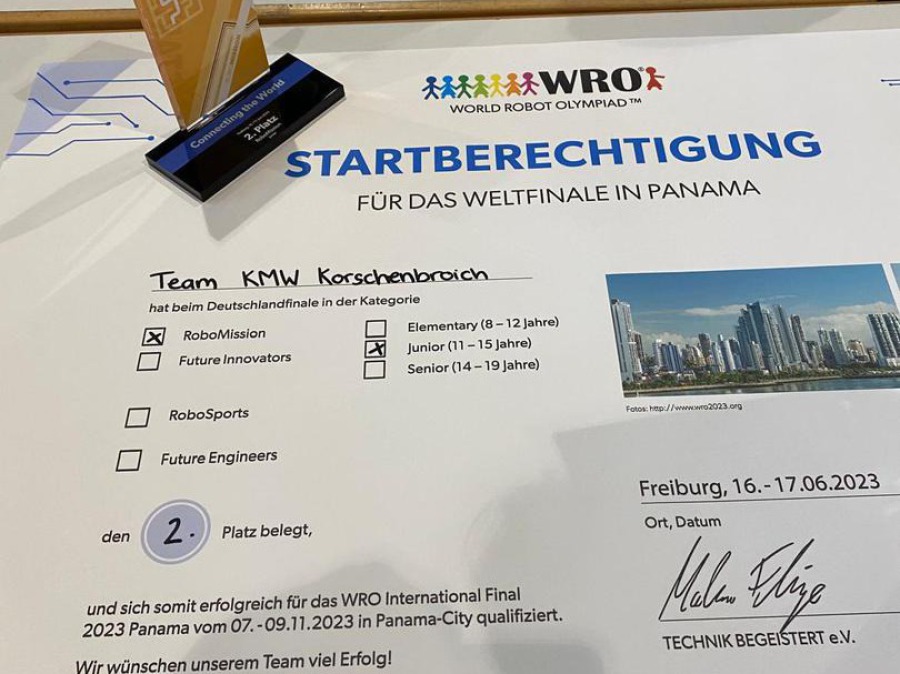 Connecting the World
2. Platz
WRO
WORLD ROBOT OLYMPIAD™
STARTBERECHTIGUNG
FÜR DAS WELTFINALE IN PANAMA
Team KMW Korschenbroich
hat beim Deutschlandfinale in der Kategorie
RoboMission
Future Innovators
RoboSports
Future Engineers
Elementary (8 – 12 Jahre)
Junior (11 – 15 Jahre)
Senior (14 – 19 Jahre)
Fotos: http://www.wro2023.org
den 2. Platz belegt,
Freiburg, 16. - 17.06.2023
Ort, Datum
und sich somit erfolgreich für das WRO International Final
2023 Panama vom 07. - 09.11.2023 in Panama-City qualifiziert.
Wir wünschen unserem Team viel Erfolg!
TECHNIK BEGEISTERT e.V.